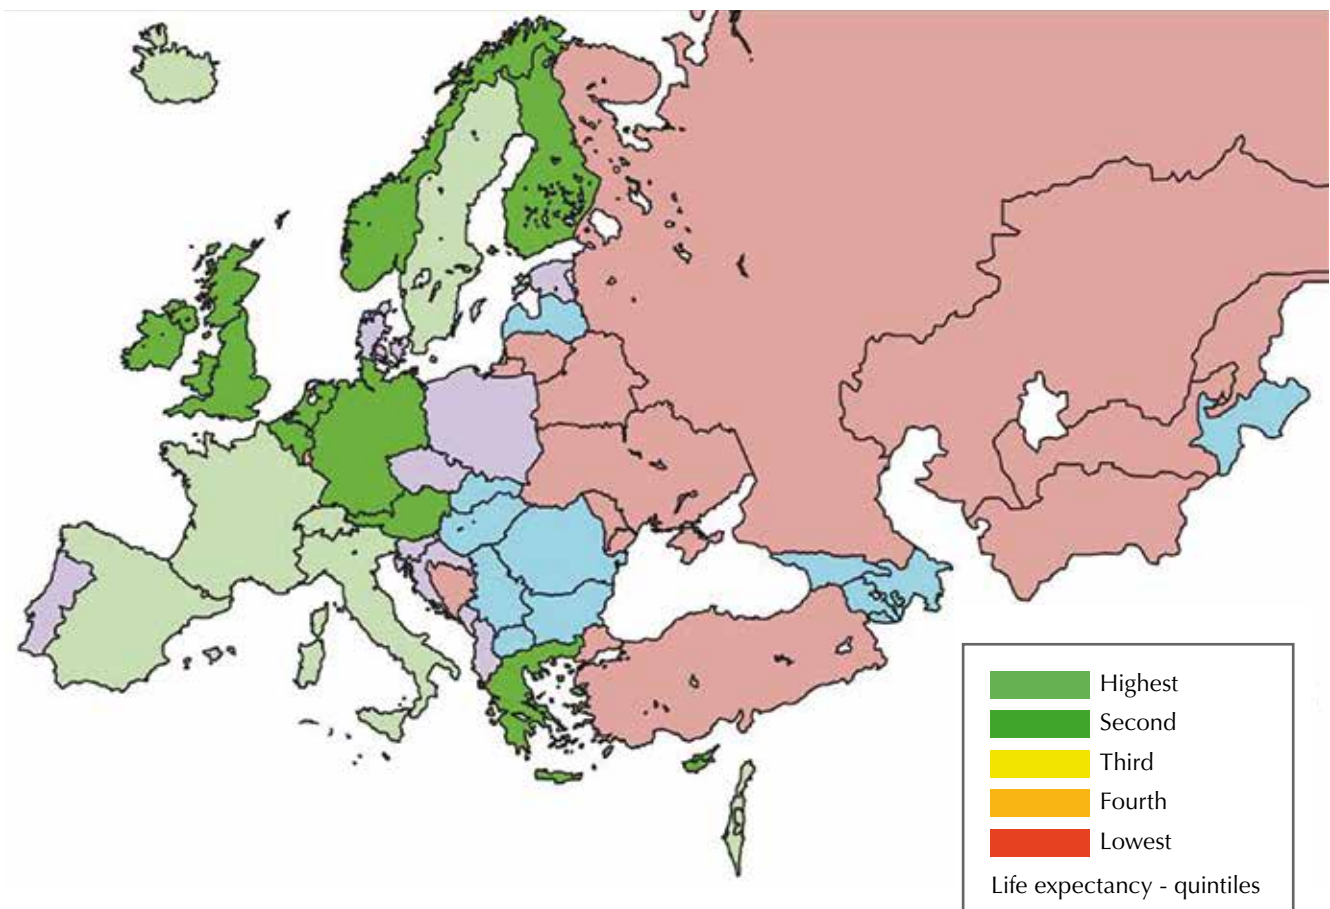 Highest
Second
Third
Fourth
Lowest
Life expectancy - quintiles